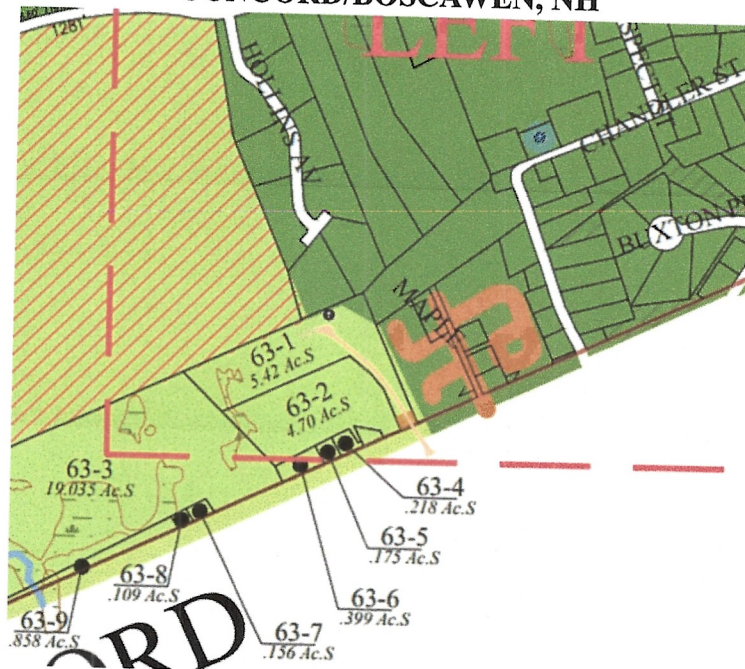 CONCORD/BOSCAWEN, NH
1281'
LEFT
HOLLINS AV
CHANDLER ST
BUXTON
MAPLE
63-1
5.42 Ac.S
63-2
4.70 Ac.S
63-3
19.035 Ac.S
63-4
.218 Ac.S
63-5
.175 Ac.S
63-6
.399 Ac.S
63-7
.156 Ac.S
63-8
.109 Ac.S
63-9
.858 Ac.S
ORD